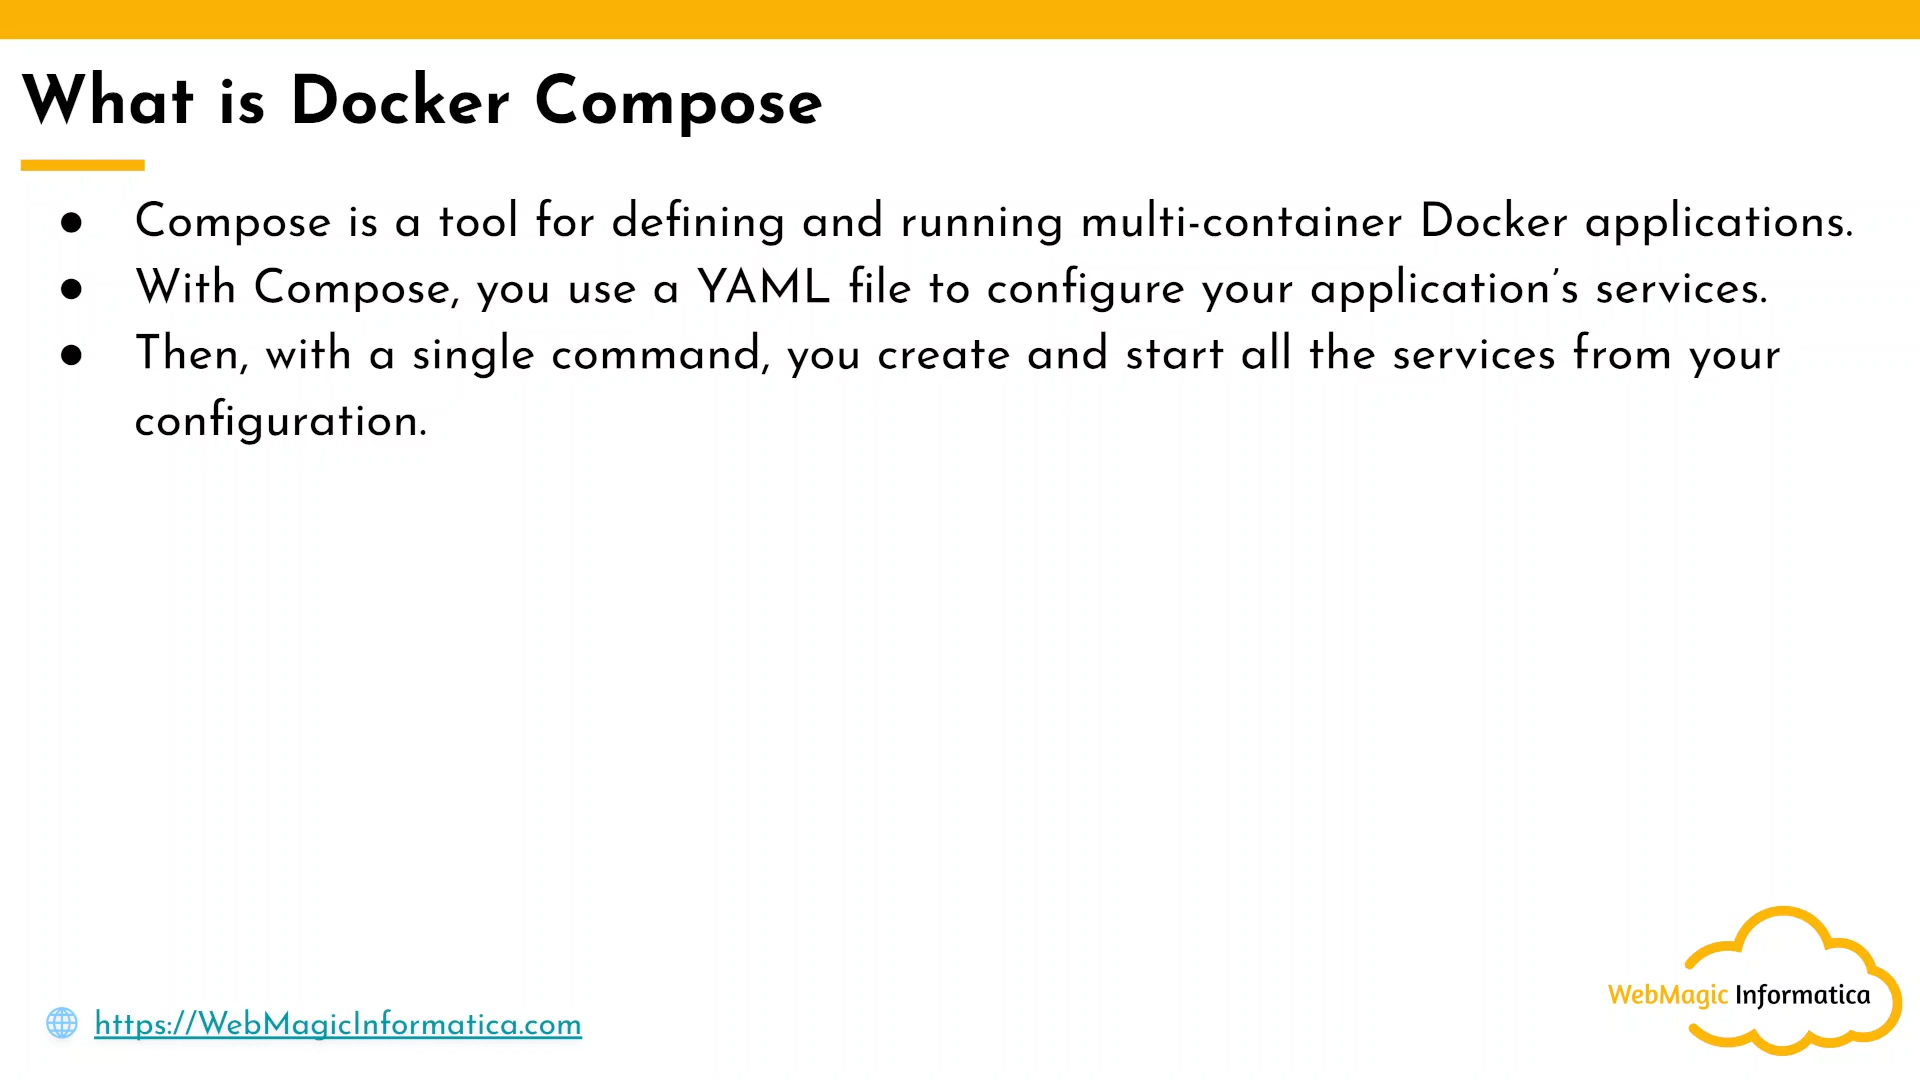 What is Docker Compose
● Compose is a tool for defining and running multi-container Docker applications.
● With Compose, you use a YAML file to configure your application’s services.
● Then, with a single command, you create and start all the services from your
configuration.
https://WebMagicInformatica.com
WebMagic Informatica